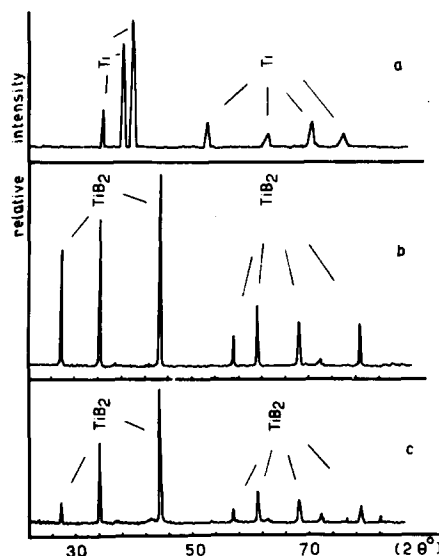 relative intensity
Ti
Ti
a
TiB2
TiB2
b
TiB2
TiB2
c
30 50 70 (2θ°)